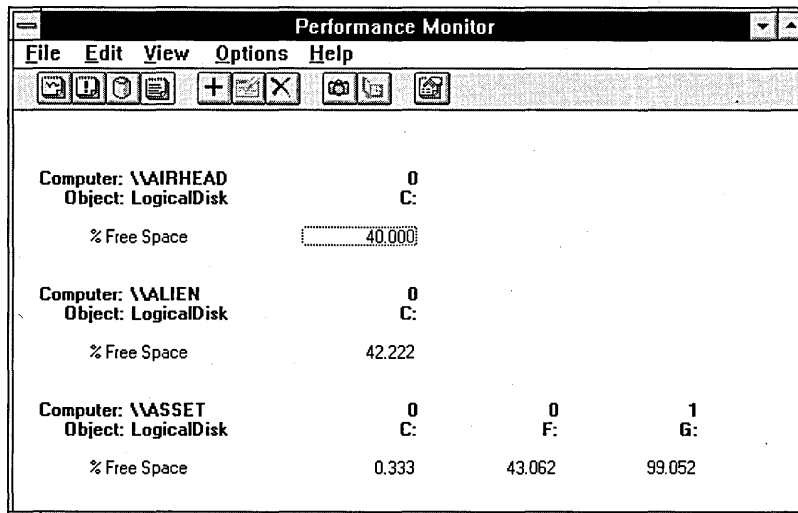 Performance Monitor
File Edit View Options Help
Computer: \\AIRHEAD 0
Object: LogicalDisk C:
% Free Space 40.000
Computer: \\ALIEN 0
Object: LogicalDisk C:
% Free Space 42.222
Computer: \\ASSET 0 0 1
Object: LogicalDisk C: F: G:
% Free Space 0.333 43.062 99.052